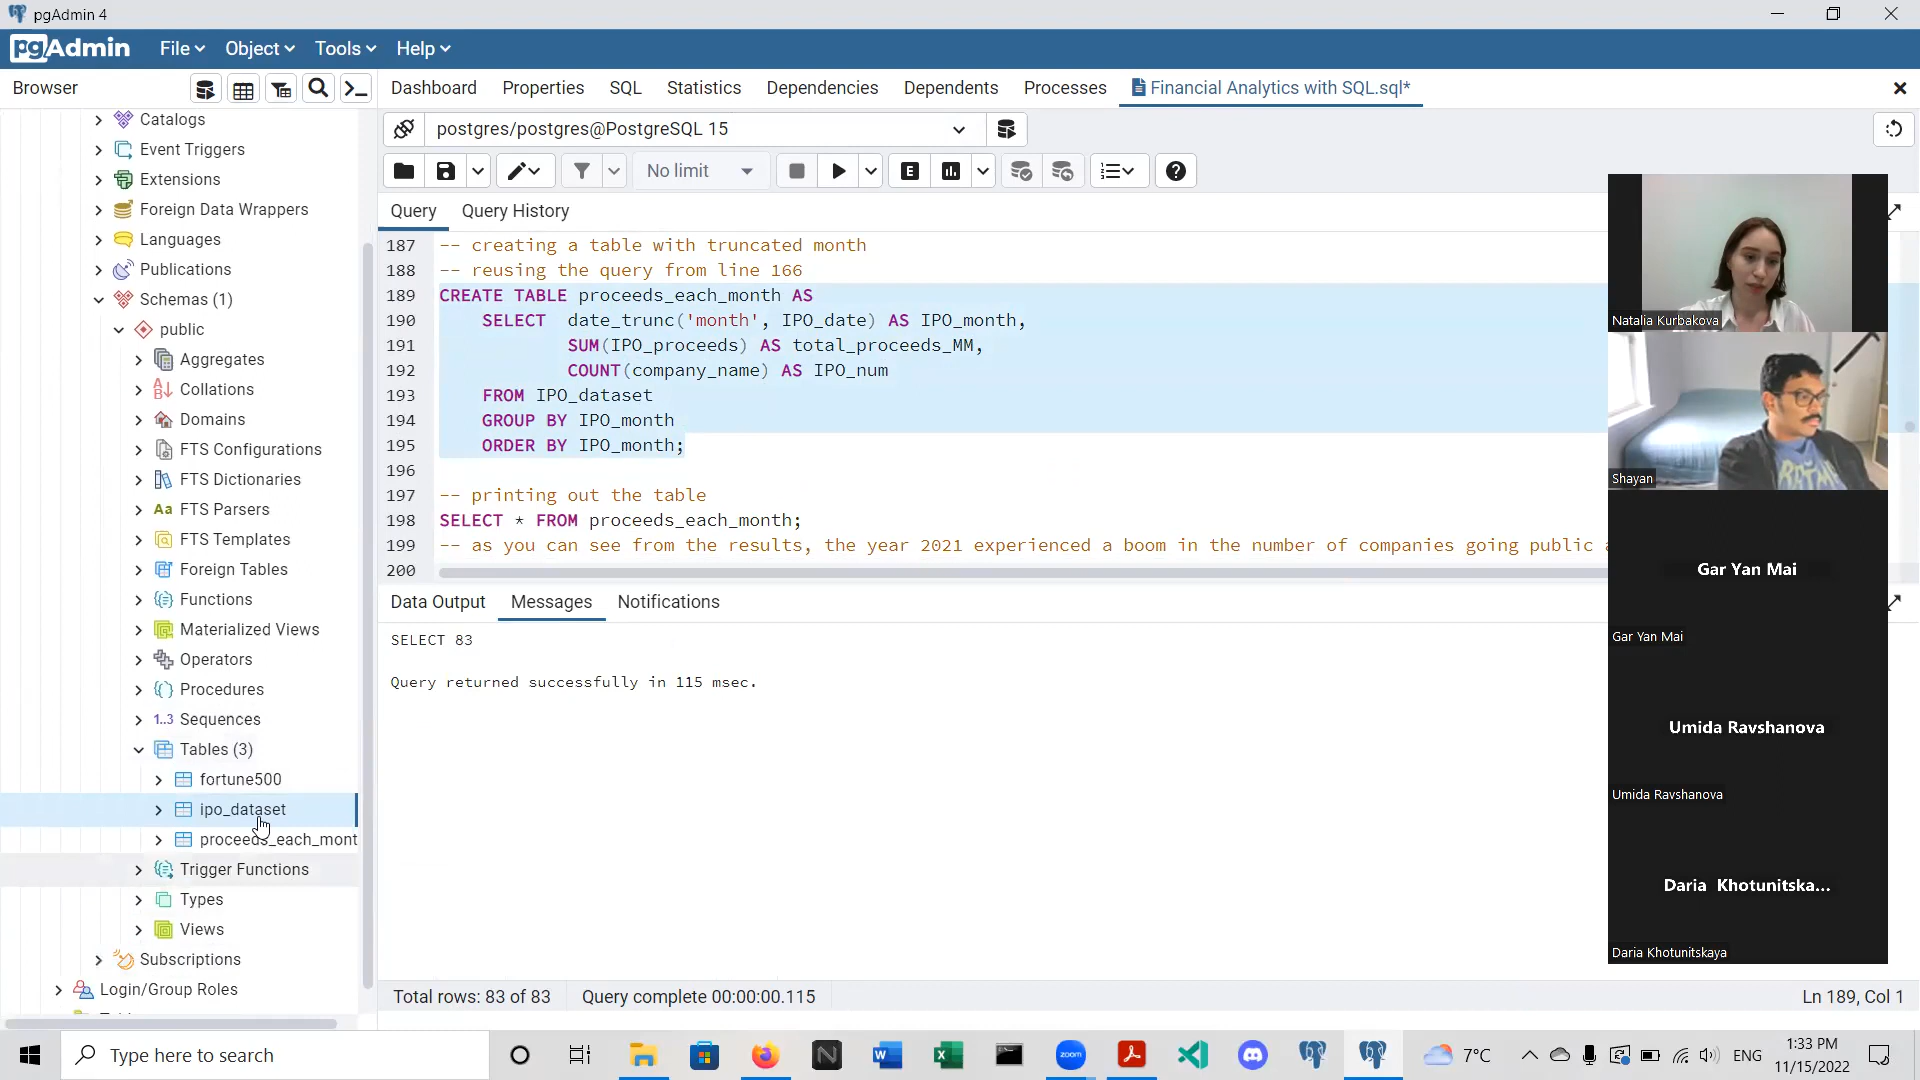 pgAdmin 4
pgAdmin
File
Object
Tools
Help
Browser
Dashboard
Properties
SQL
Statistics
Dependencies
Dependents
Processes
Financial Analytics with SQL.sql*
postgres/postgres@PostgreSQL 15
No limit
E
Query
Query History
Catalogs
Event Triggers
Extensions
Foreign Data Wrappers
Languages
Publications
Schemas (1)
public
Aggregates
Collations
Domains
FTS Configurations
FTS Dictionaries
Aa FTS Parsers
FTS Templates
Foreign Tables
Functions
Materialized Views
Operators
Procedures
1..3 Sequences
Tables (3)
fortune500
ipo_dataset
proceeds_each_mont
Trigger Functions
Types
Views
Subscriptions
Login/Group Roles
187 -- creating a table with truncated month
188 -- reusing the query from line 166
189 CREATE TABLE proceeds_each_month AS
190 SELECT date_trunc('month', IPO_date) AS IPO_month,
191 SUM(IPO_proceeds) AS total_proceeds_MM,
192 COUNT(company_name) AS IPO_num
193 FROM IPO_dataset
194 GROUP BY IPO_month
195 ORDER BY IPO_month;
196
197 -- printing out the table
198 SELECT * FROM proceeds_each_month;
199 -- as you can see from the results, the year 2021 experienced a boom in the number of companies going public
200
Data Output
Messages
Notifications
SELECT 83
Query returned successfully in 115 msec.
Total rows: 83 of 83
Query complete 00:00:00.115
Ln 189, Col 1
Natalia Kurbakova
Shayan
Gar Yan Mai
Gar Yan Mai
Umida Ravshanova
Umida Ravshanova
Daria Khotunitska...
Daria Khotunitskaya
Type here to search
zoom
7°C
ENG
1:33 PM
11/15/2022